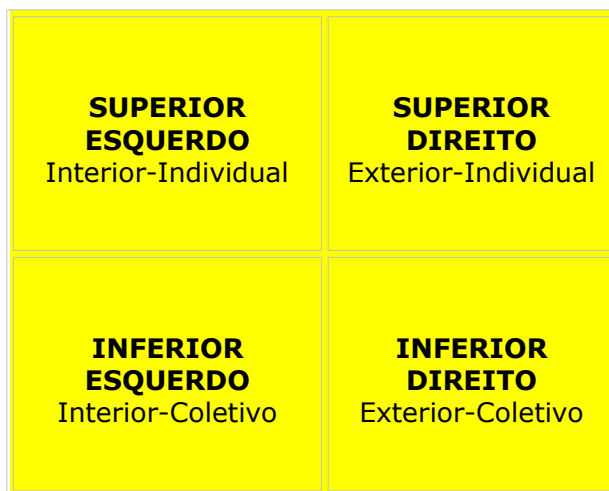 SUPERIOR
ESQUERDO
Interior-Individual
SUPERIOR
DIREITO
Exterior-Individual
INFERIOR
ESQUERDO
Interior-Coletivo
INFERIOR
DIREITO
Exterior-Coletivo